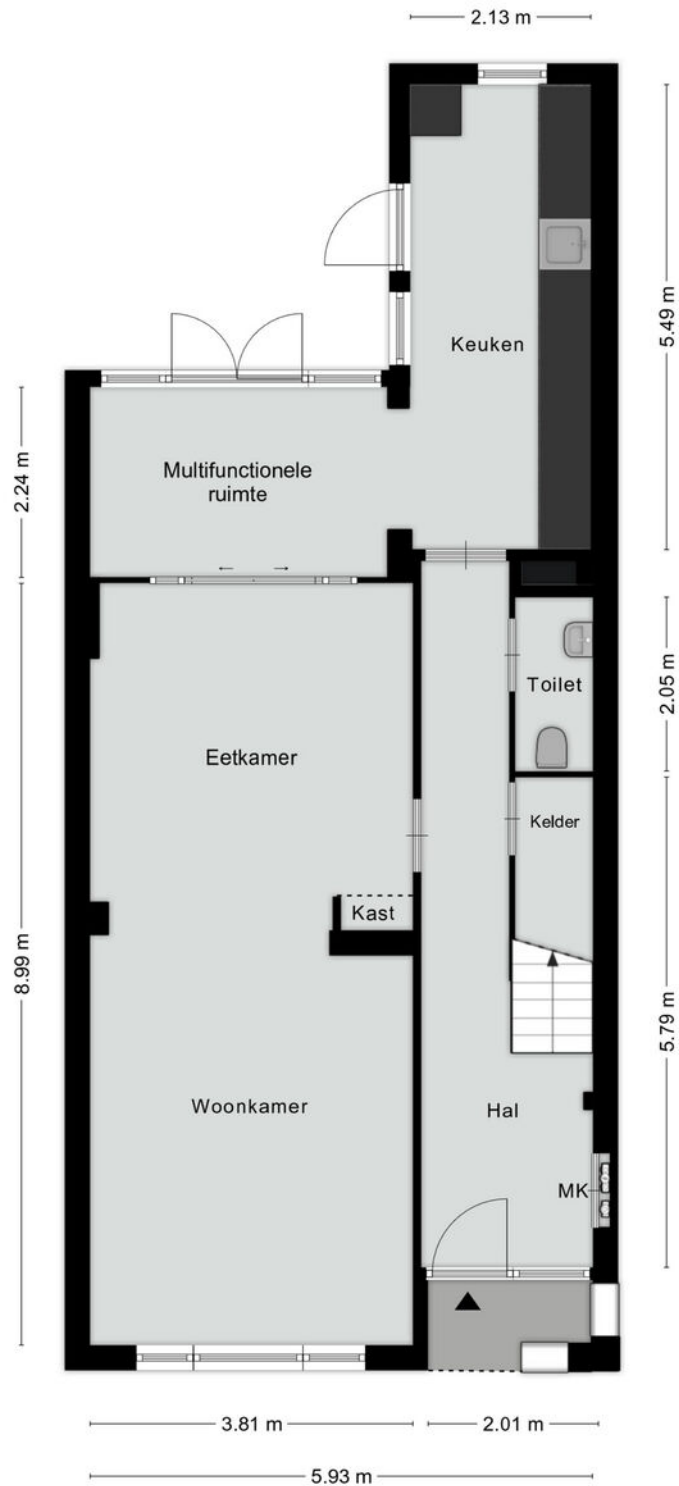 2.13 m
5.49 m
Keuken
2.24 m
Multifunctionele
ruimte
2.05 m
Toilet
Eetkamer
Kelder
Kast
8.99 m
5.79 m
Woonkamer
Hal
MK
3.81 m
2.01 m
5.93 m